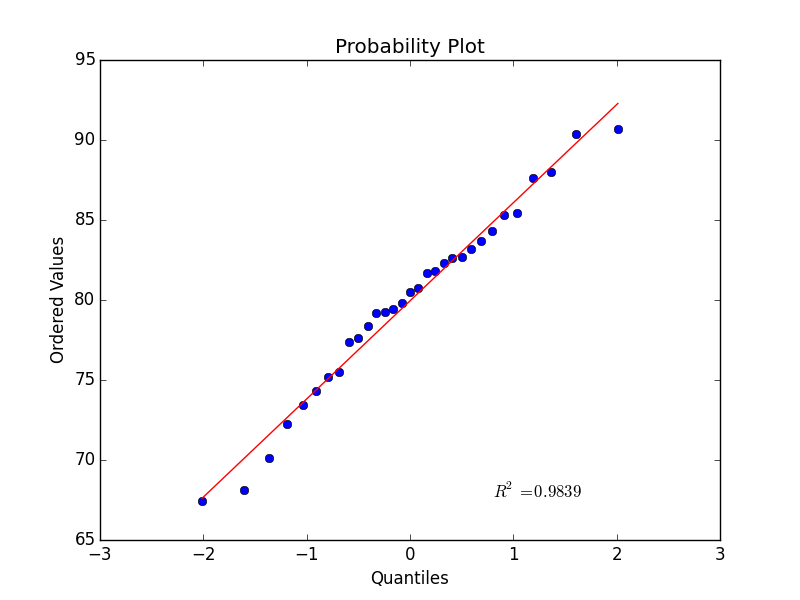 Probability Plot
95
90
85
80
75
70
65
Ordered Values
R² =0.9839
−3 −2 −1 0 1 2 3
Quantiles